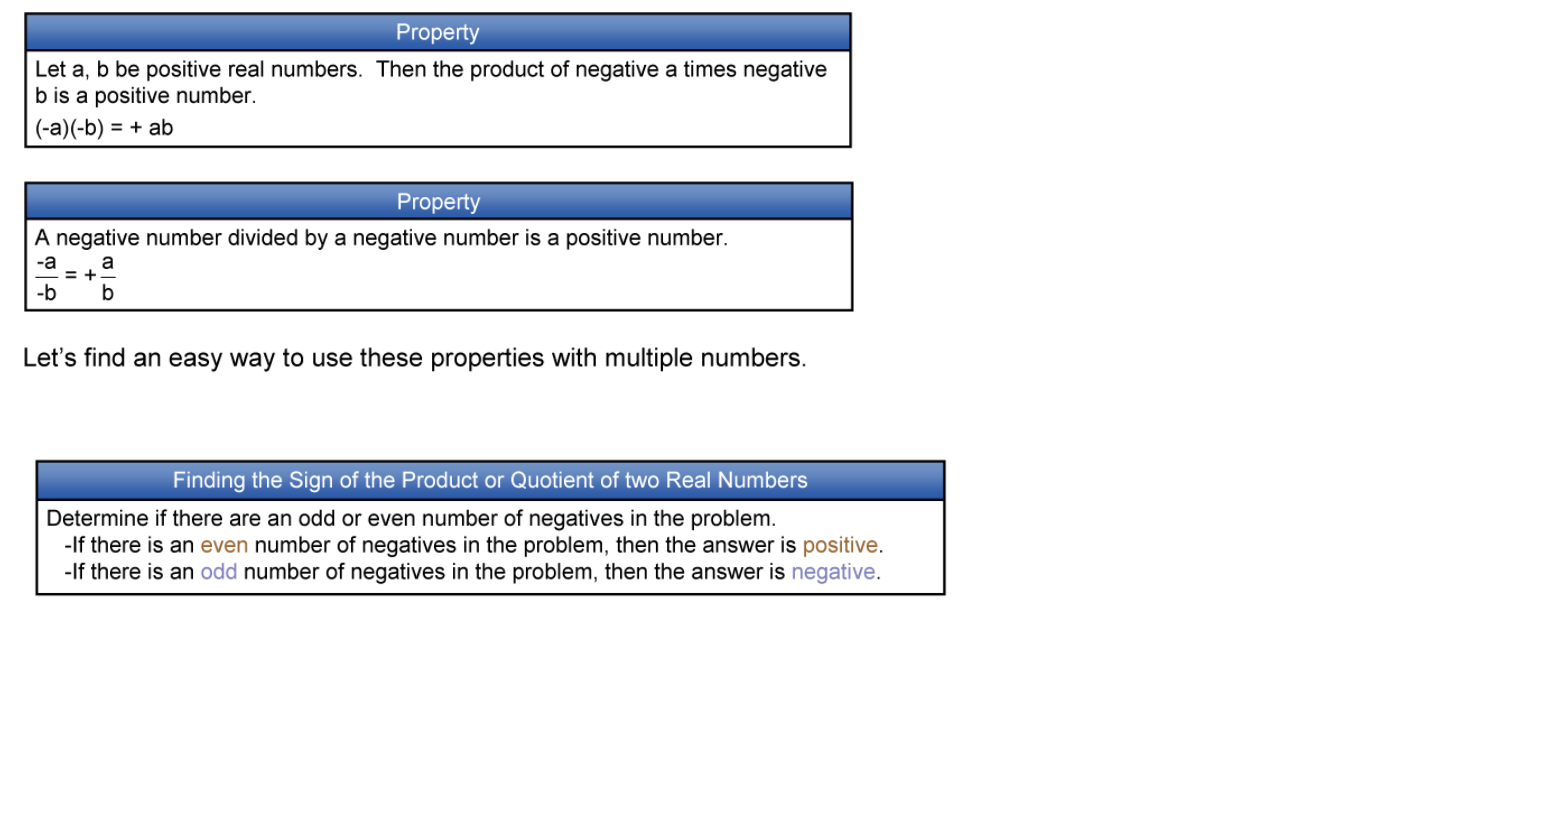 Property
Let a, b be positive real numbers.  Then the product of negative a times negative
b is a positive number.
(-a)(-b) = + ab
Property
A negative number divided by a negative number is a positive number.
-a/-b = + a/b
Let’s find an easy way to use these properties with multiple numbers.
Finding the Sign of the Product or Quotient of two Real Numbers
Determine if there are an odd or even number of negatives in the problem.
-If there is an even number of negatives in the problem, then the answer is positive.
-If there is an odd number of negatives in the problem, then the answer is negative.